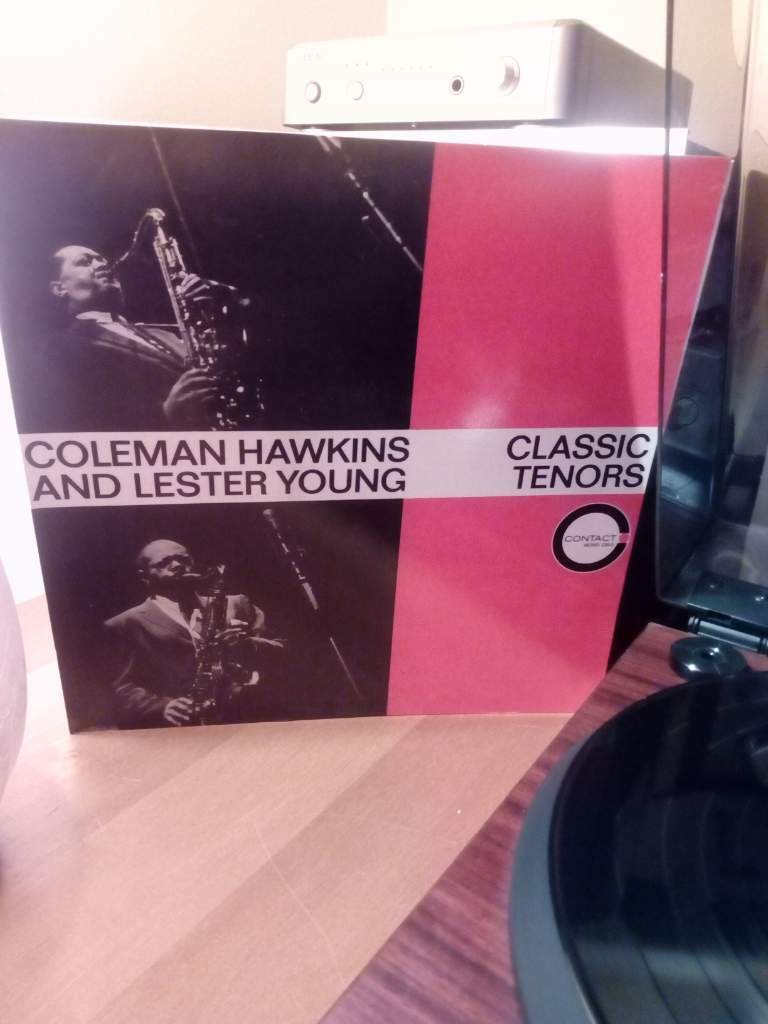 COLEMAN HAWKINS
AND LESTER YOUNG
CLASSIC
TENORS
CONTACT